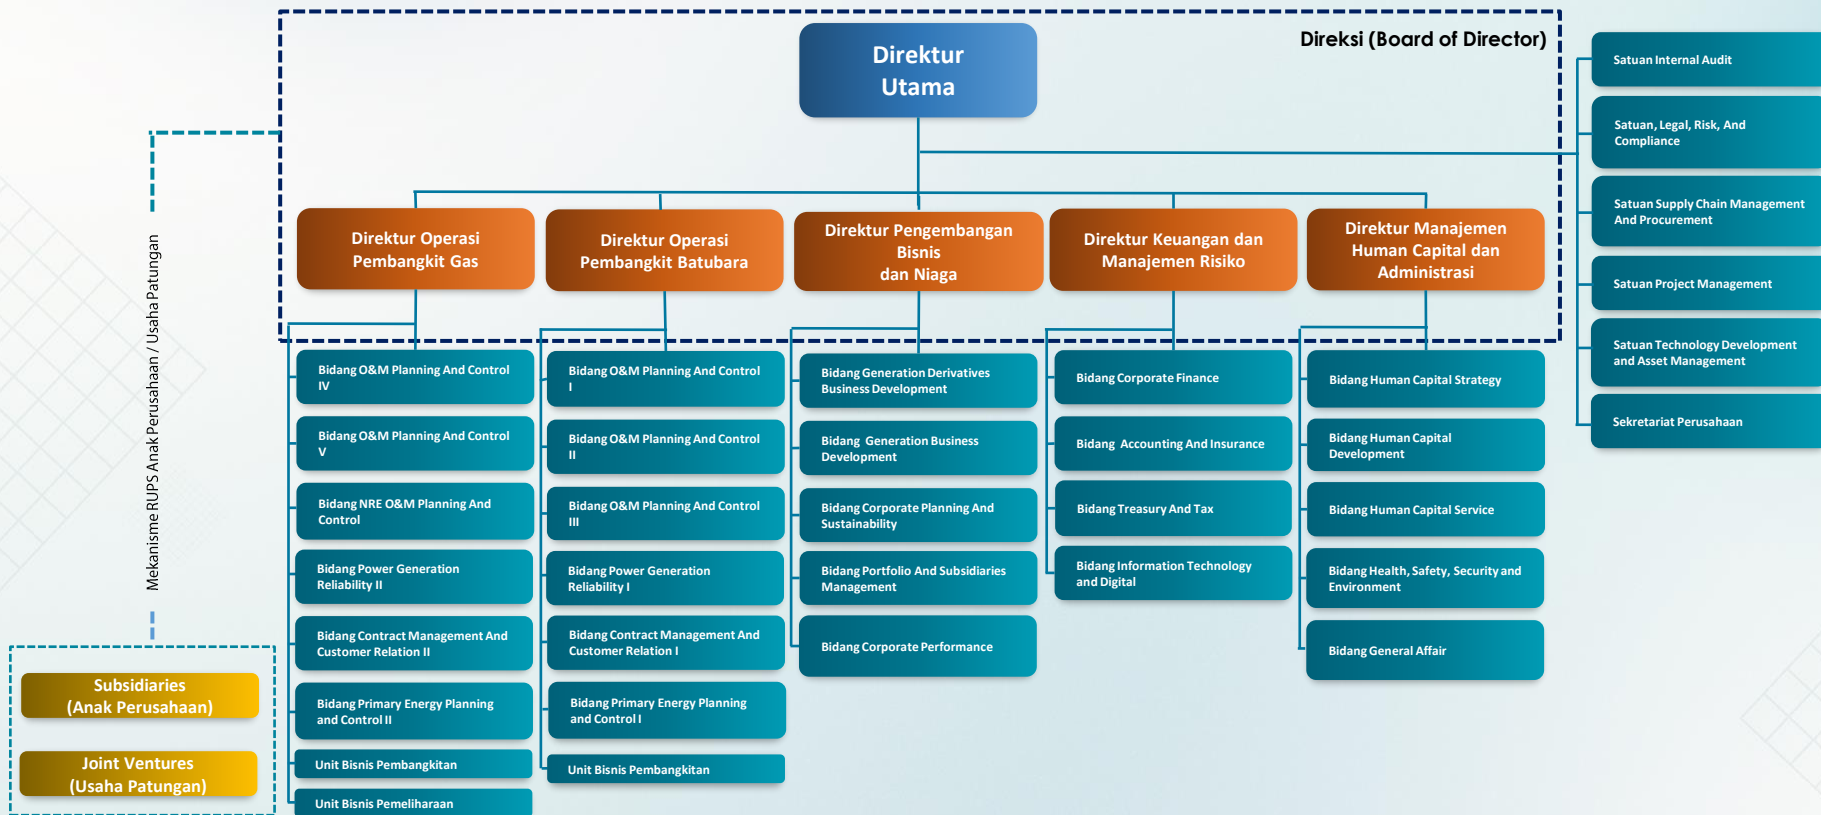 Direktur
Utama
Direksi (Board of Director)
Satuan Internal Audit
Satuan, Legal, Risk, And
Compliance
Satuan Supply Chain Management
And Procurement
Satuan Project Management
Satuan Technology Development
and Asset Management
Sekretariat Perusahaan
Direktur Operasi
Pembangkit Gas
Direktur Operasi
Pembangkit Batubara
Direktur Pengembangan
Bisnis
dan Niaga
Direktur Keuangan dan
Manajemen Risiko
Direktur Manajemen
Human Capital dan
Administrasi
Bidang O&M Planning And Control
IV
Bidang O&M Planning And Control
V
Bidang NRE O&M Planning And
Control
Bidang Power Generation
Reliability II
Bidang Contract Management And
Customer Relation II
Bidang Primary Energy Planning
and Control II
Unit Bisnis Pembangkitan
Unit Bisnis Pemeliharaan
Bidang O&M Planning And Control
I
Bidang O&M Planning And Control
II
Bidang O&M Planning And Control
III
Bidang Power Generation
Reliability I
Bidang Contract Management And
Customer Relation I
Bidang Primary Energy Planning
and Control I
Unit Bisnis Pembangkitan
Bidang Generation Derivatives
Business Development
Bidang Generation Business
Development
Bidang Corporate Planning And
Sustainability
Bidang Portfolio And Subsidiaries
Management
Bidang Corporate Performance
Bidang Corporate Finance
Bidang Accounting And Insurance
Bidang Treasury And Tax
Bidang Information Technology
and Digital
Bidang Human Capital Strategy
Bidang Human Capital
Development
Bidang Human Capital Service
Bidang Health, Safety, Security and
Environment
Bidang General Affair
Mekanisme RUPS Anak Perusahaan / Usaha Patungan
Subsidiaries
(Anak Perusahaan)
Joint Ventures
(Usaha Patungan)